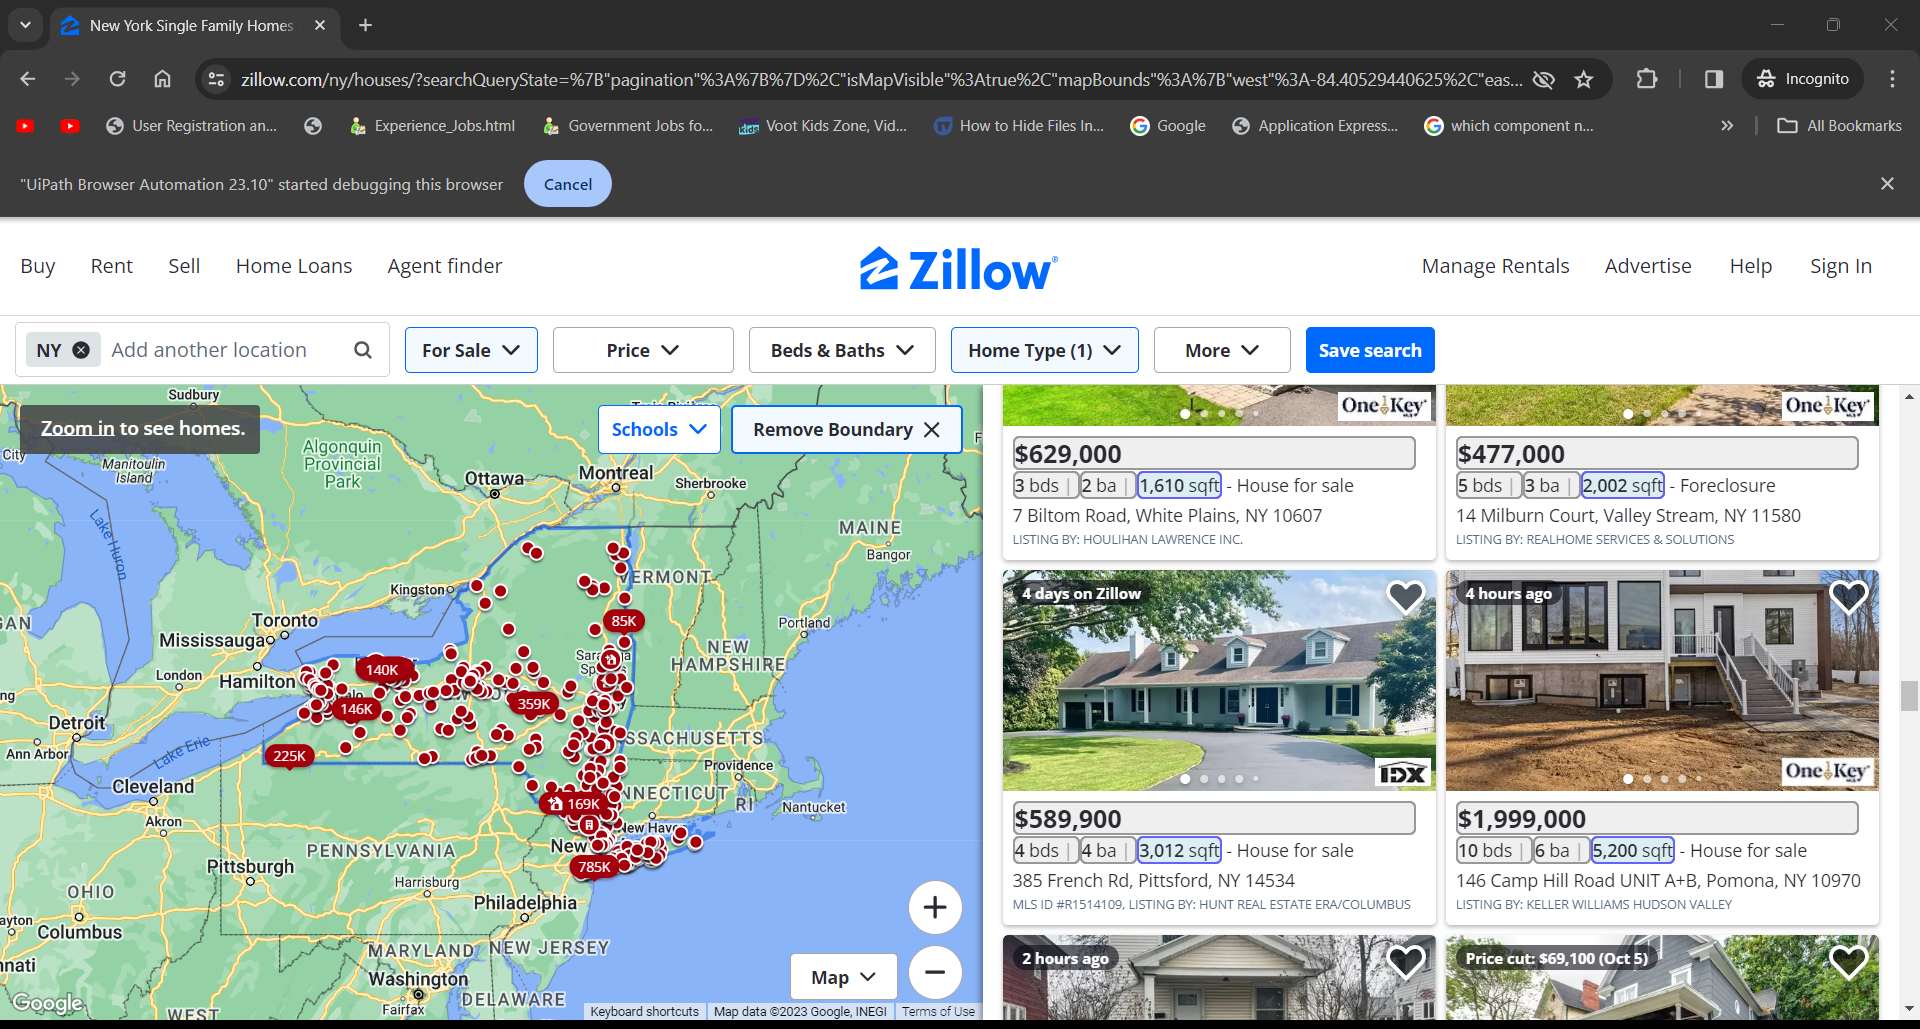 New York Single Family Homes
zillow.com/ny/houses/?searchQueryState=%7B"pagination"%3A%7B%7D%2C"isMapVisible"%3Atrue%2C"mapBounds"%3A%7B"west"%3A-84.40529440625%2C"eas...
Incognito
User Registration an...
Experience_Jobs.html
Government Jobs fo...
Voot Kids Zone, Vid...
How to Hide Files In...
Google
Application Express...
which component n...
All Bookmarks
"UiPath Browser Automation 23.10" started debugging this browser
Cancel
Buy
Rent
Sell
Home Loans
Agent finder
Zillow
Manage Rentals
Advertise
Help
Sign In
NY
Add another location
For Sale
Price
Beds & Baths
Home Type (1)
More
Save search
Zoom in to see homes.
Schools
Remove Boundary
Sudbury
City
Manitoulin
Island
Algonquin
Provincial
Park
Ottawa
Montreal
Sherbrooke
MAINE
Bangor
Lake Huron
Kingston
VERMONT
Toronto
Mississauga
85K
Portland
NEW
HAMPSHIRE
London
Hamilton
140K
146K
359K
Detroit
Ann Arbor
Lake Erie
225K
Providence
RI
Cleveland
169K
Nantucket
Akron
New Haven
PENNSYLVANIA
New
785K
Pittsburgh
Harrisburg
OHIO
Philadelphia
Columbus
MARYLAND
NEW JERSEY
Washington
Fairfax
DELAWARE
WEST
Map
Google
Keyboard shortcuts
Map data ©2023 Google, INEGI
Terms of Use
One Key
$629,000
3 bds | 2 ba | 1,610 sqft - House for sale
7 Biltom Road, White Plains, NY 10607
LISTING BY: HOULIHAN LAWRENCE INC.
One Key
$477,000
5 bds | 3 ba | 2,002 sqft - Foreclosure
14 Milburn Court, Valley Stream, NY 11580
LISTING BY: REALHOME SERVICES & SOLUTIONS
4 days on Zillow
IDX
$589,900
4 bds | 4 ba | 3,012 sqft - House for sale
385 French Rd, Pittsford, NY 14534
MLS ID #R1514109, LISTING BY: HUNT REAL ESTATE ERA/COLUMBUS
4 hours ago
One Key
$1,999,000
10 bds | 6 ba | 5,200 sqft - House for sale
146 Camp Hill Road UNIT A+B, Pomona, NY 10970
LISTING BY: KELLER WILLIAMS HUDSON VALLEY
2 hours ago
Price cut: $69,100 (Oct 5)